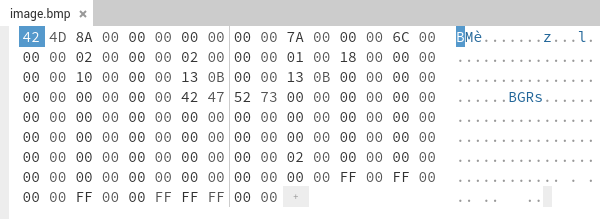 image.bmp ×
42 4D 8A 00 00 00 00 00 00 00 7A 00 00 00 6C 00 BMè.......z...l.
00 00 02 00 00 00 02 00 00 00 01 00 18 00 00 00 ................
00 00 10 00 00 00 13 0B 00 00 13 0B 00 00 00 00 ................
00 00 00 00 00 00 42 47 52 73 00 00 00 00 00 00 ......BGRs......
00 00 00 00 00 00 00 00 00 00 00 00 00 00 00 00 ................
00 00 00 00 00 00 00 00 00 00 00 00 00 00 00 00 ................
00 00 00 00 00 00 00 00 00 00 02 00 00 00 00 00 ................
00 00 00 00 00 00 00 00 00 00 00 00 FF 00 FF 00 ............ . .
00 00 FF 00 00 FF FF FF 00 00 + .. ..   ..